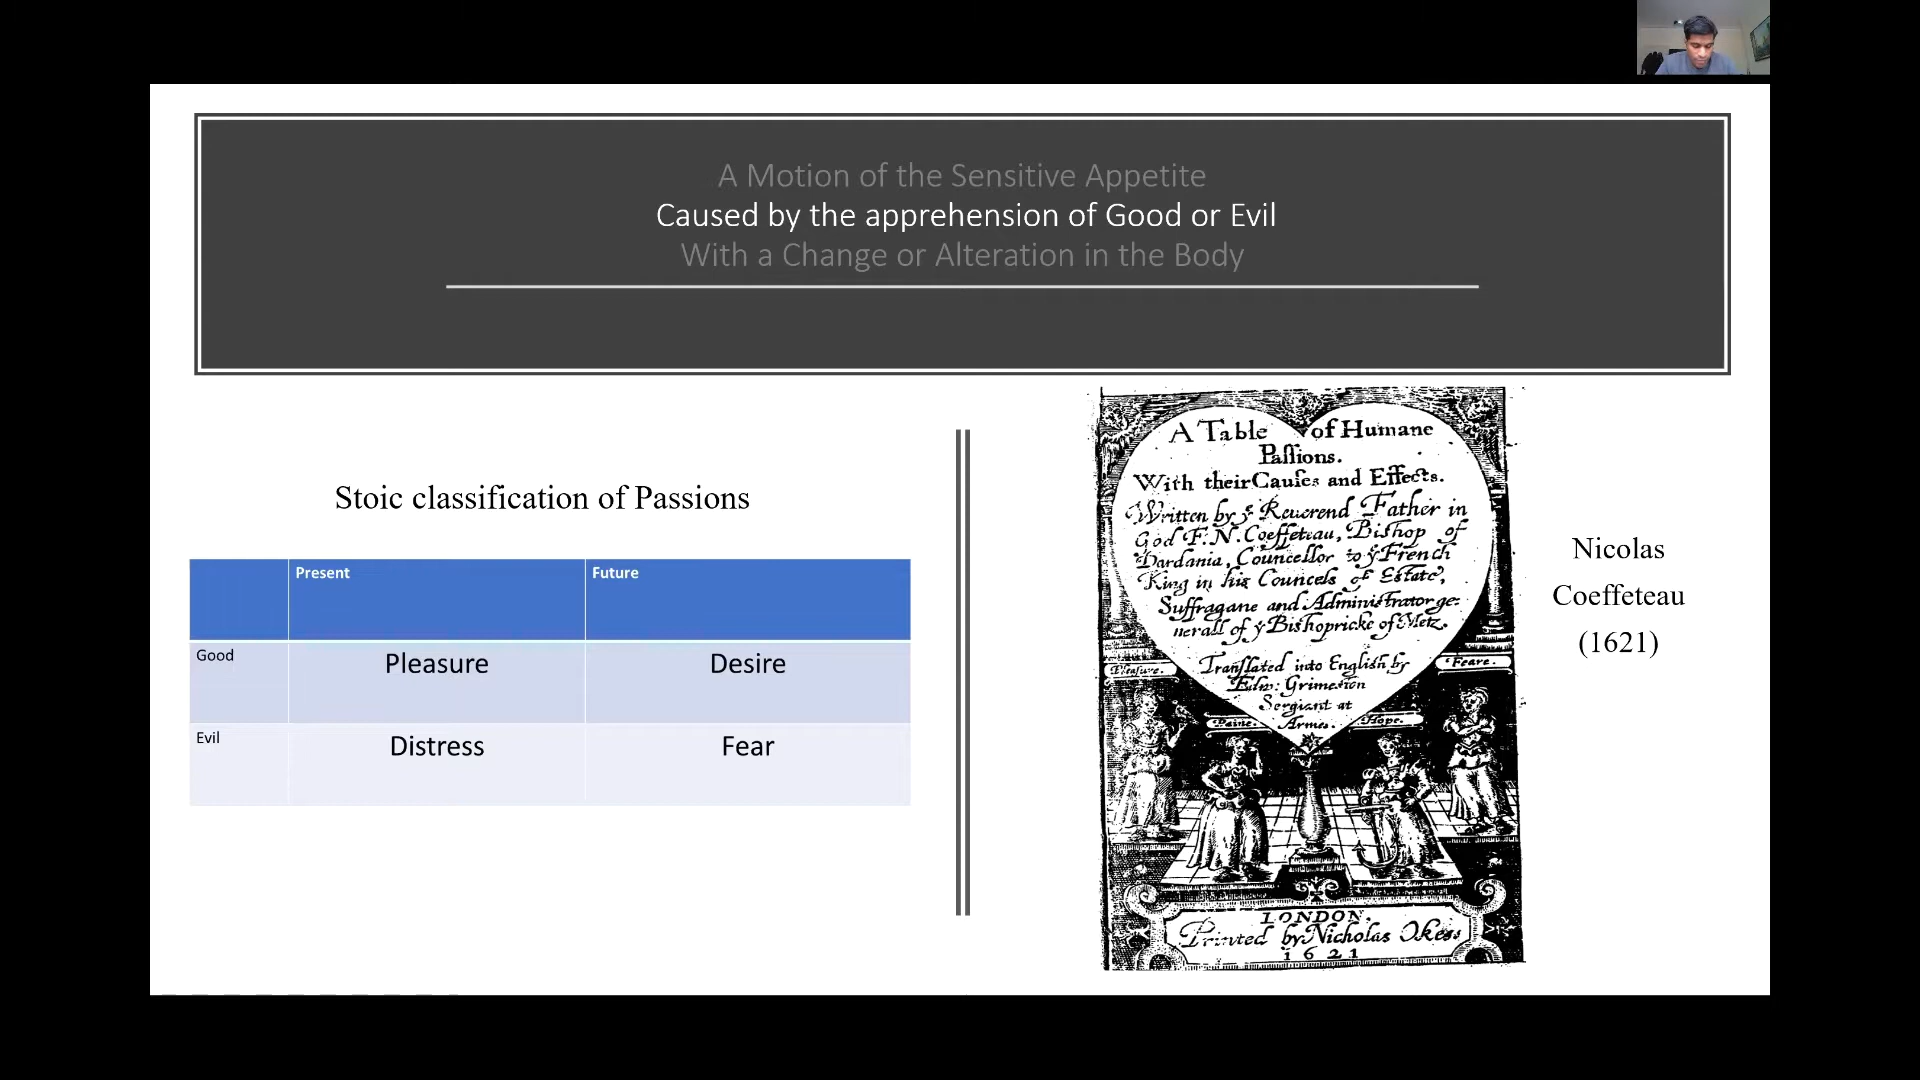 A Motion of the Sensitive Appetite
Caused by the apprehension of Good or Evil
With a Change or Alteration in the Body
Stoic classification of Passions
Present Future
Good Pleasure Desire
Evil Distress Fear
A Table of Humane
Paſſions.
With their Cauſes and Effects.
Written by yͤ Reuerend Father in
God F. N. Coeffeteau, Bishop of
Dardania, Councellor to yͤ French
King in his Councels of Estate,
Suffragane and Administrator ge:
nerall of yͤ Bishopricke of Metz.
Tranſlated into English by
Edw: Grimeston
Sergiant at
Armes.
Pleasure.
Feare.
Paine.
Hope.
LONDON,
Printed by Nicholas Okes
1621
Nicolas
Coeffeteau
(1621)